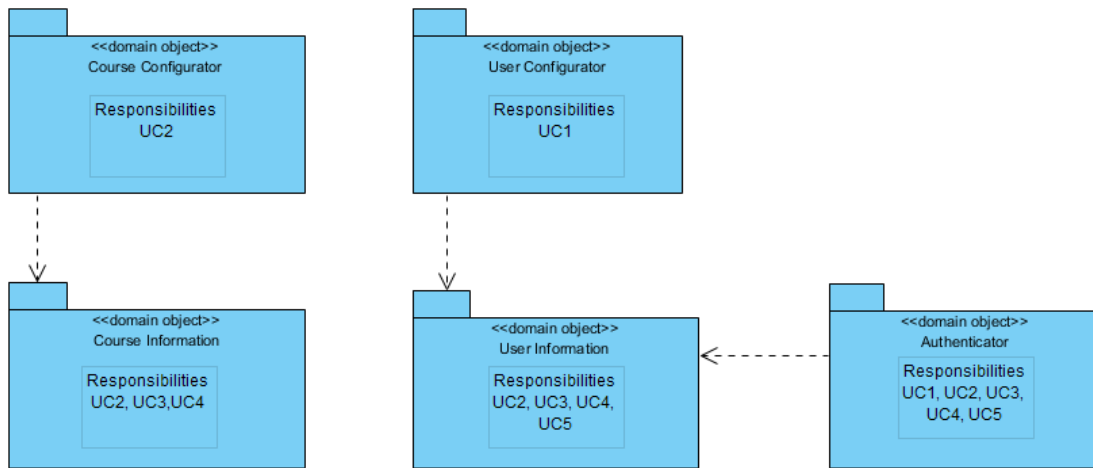 <<domain object>>
Course Configurator
Responsibilities
UC2
<<domain object>>
User Configurator
Responsibilities
UC1
<<domain object>>
Course Information
Responsibilities
UC2, UC3,UC4
<<domain object>>
User Information
Responsibilities
UC2, UC3, UC4,
UC5
<<domain object>>
Authenticator
Responsibilities
UC1, UC2, UC3,
UC4, UC5